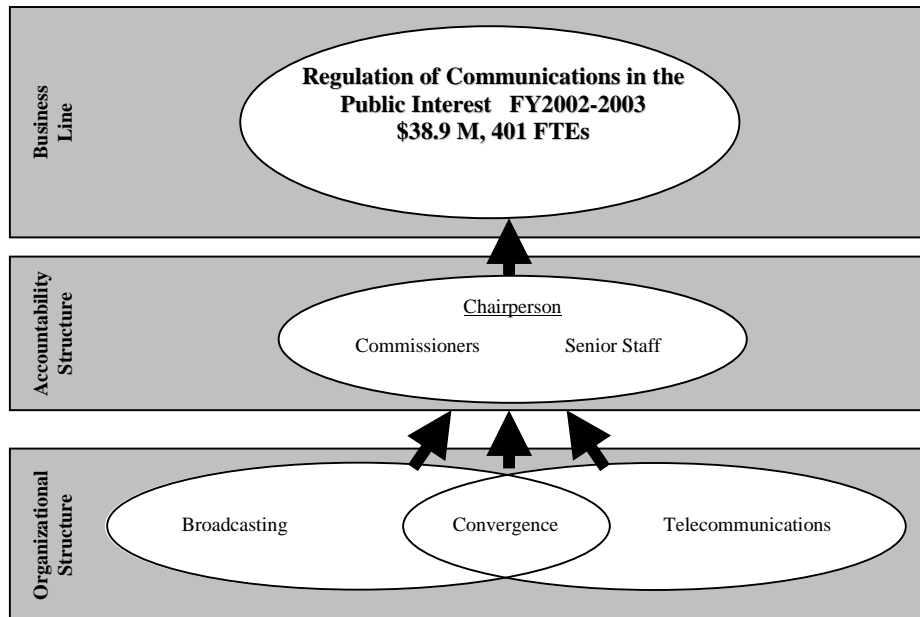 Business
Line
Regulation of Communications in the
Public Interest FY2002-2003
$38.9 M, 401 FTEs
Accountability
Structure
Chairperson
Commissioners Senior Staff
Organizational
Structure
Broadcasting Convergence Telecommunications